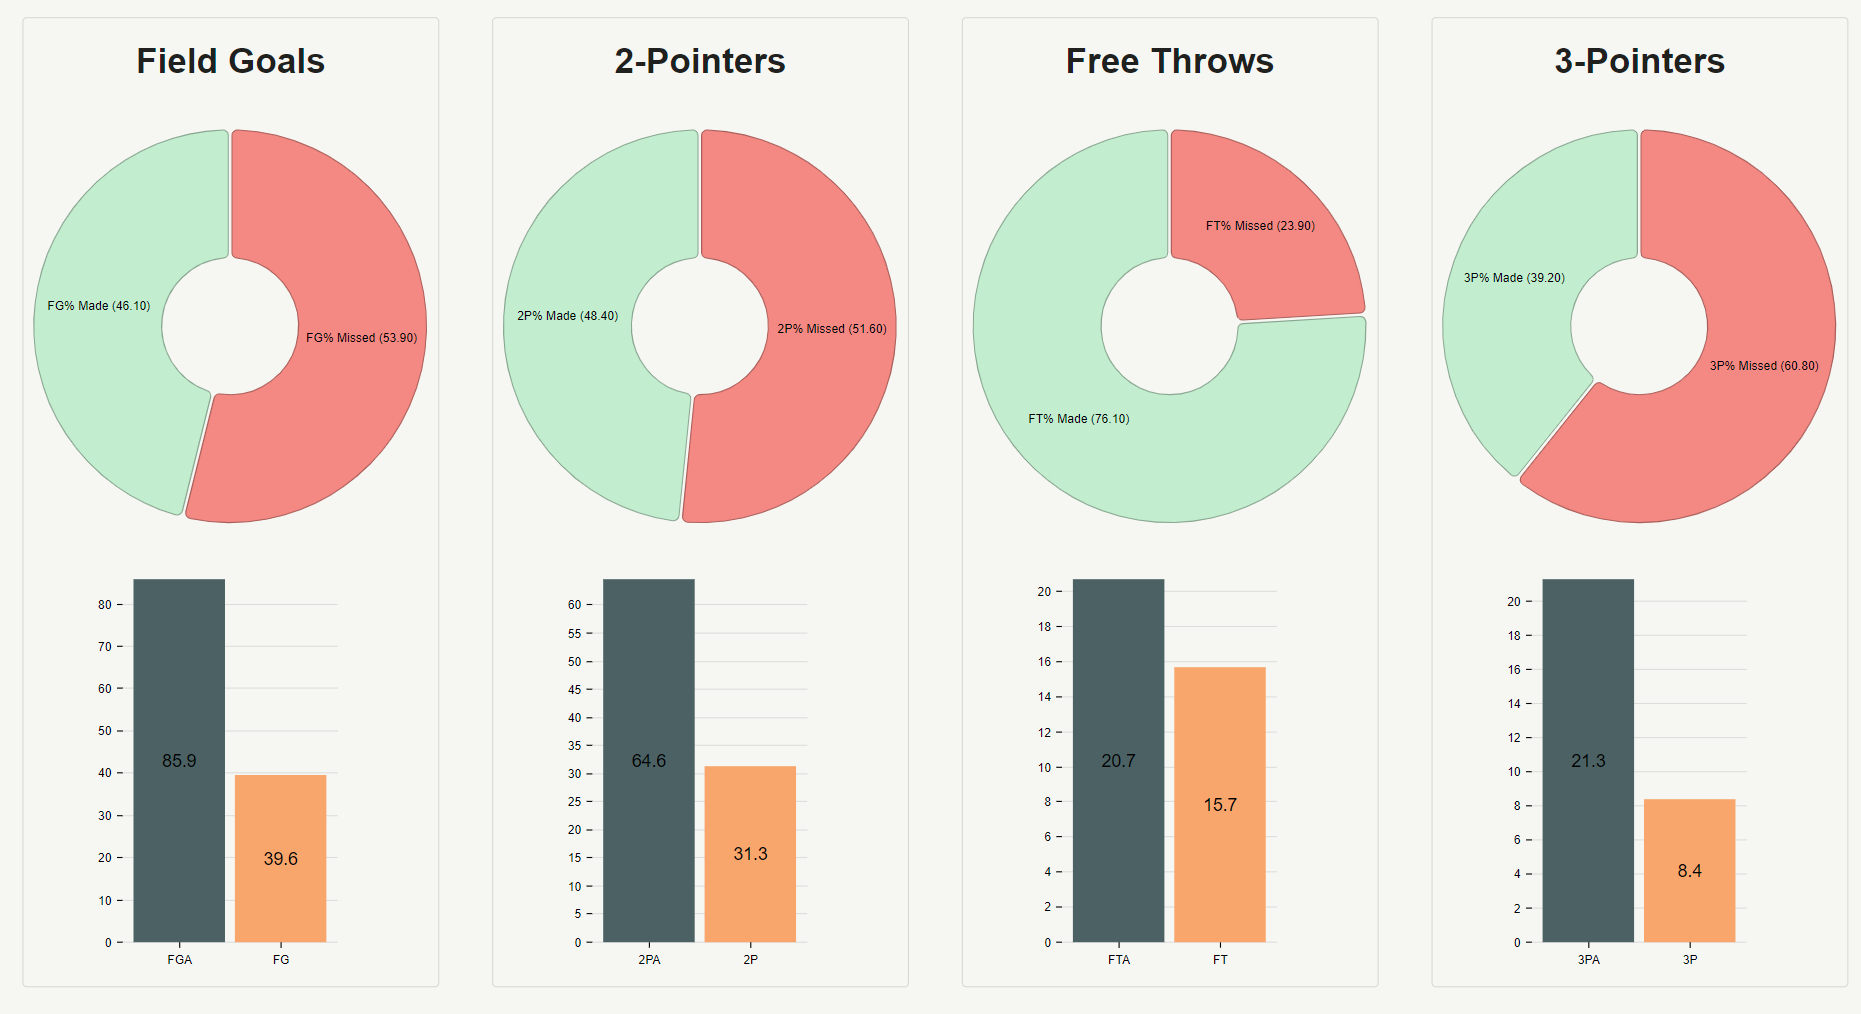 Field Goals
FG% Made (46.10)
FG% Missed (53.90)
80
70
60
50
40
30
20
10
0
85.9
39.6
FGA
FG
2-Pointers
2P% Made (48.40)
2P% Missed (51.60)
60
55
50
45
40
35
30
25
20
15
10
5
0
64.6
31.3
2PA
2P
Free Throws
FT% Missed (23.90)
FT% Made (76.10)
20
18
16
14
12
10
8
6
4
2
0
20.7
15.7
FTA
FT
3-Pointers
3P% Made (39.20)
3P% Missed (60.80)
20
18
16
14
12
10
8
6
4
2
0
21.3
8.4
3PA
3P